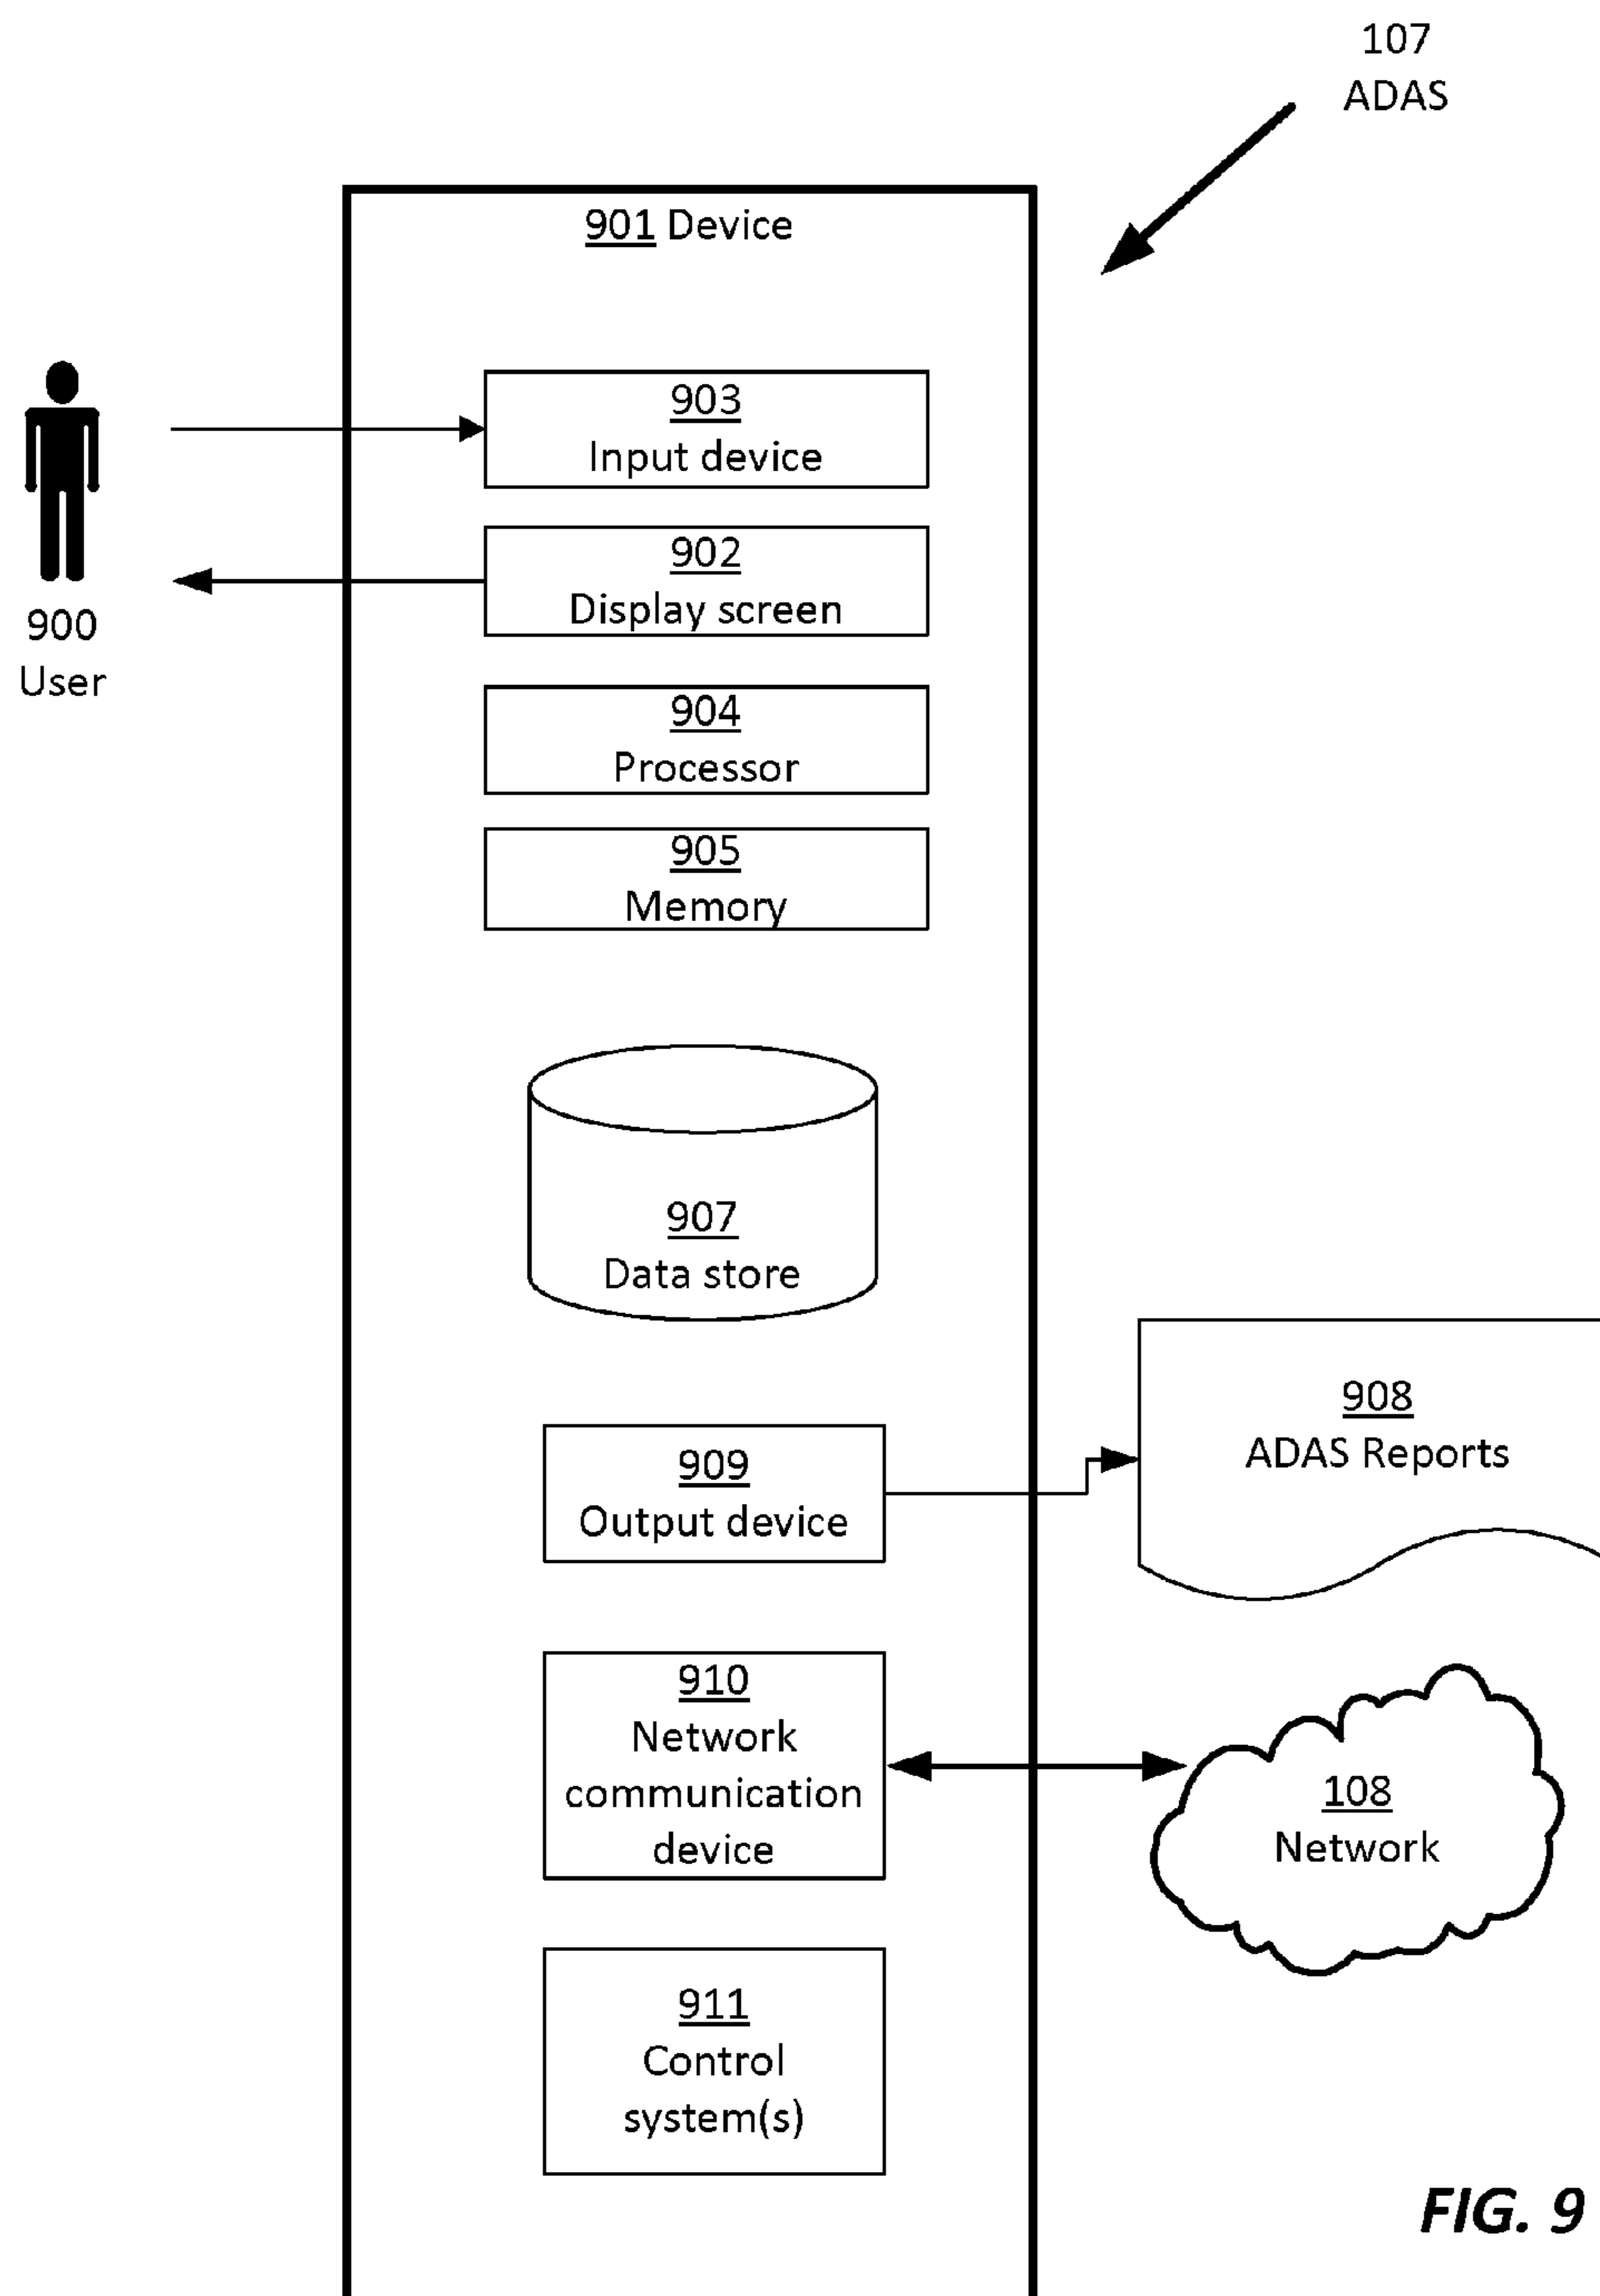 107
ADAS
901 Device
903
Input device
902
Display screen
900
User
904
Processor
905
Memory
907
Data store
908
ADAS Reports
909
Output device
910
Network
communication
device
108
Network
911
Control
system(s)
FIG. 9